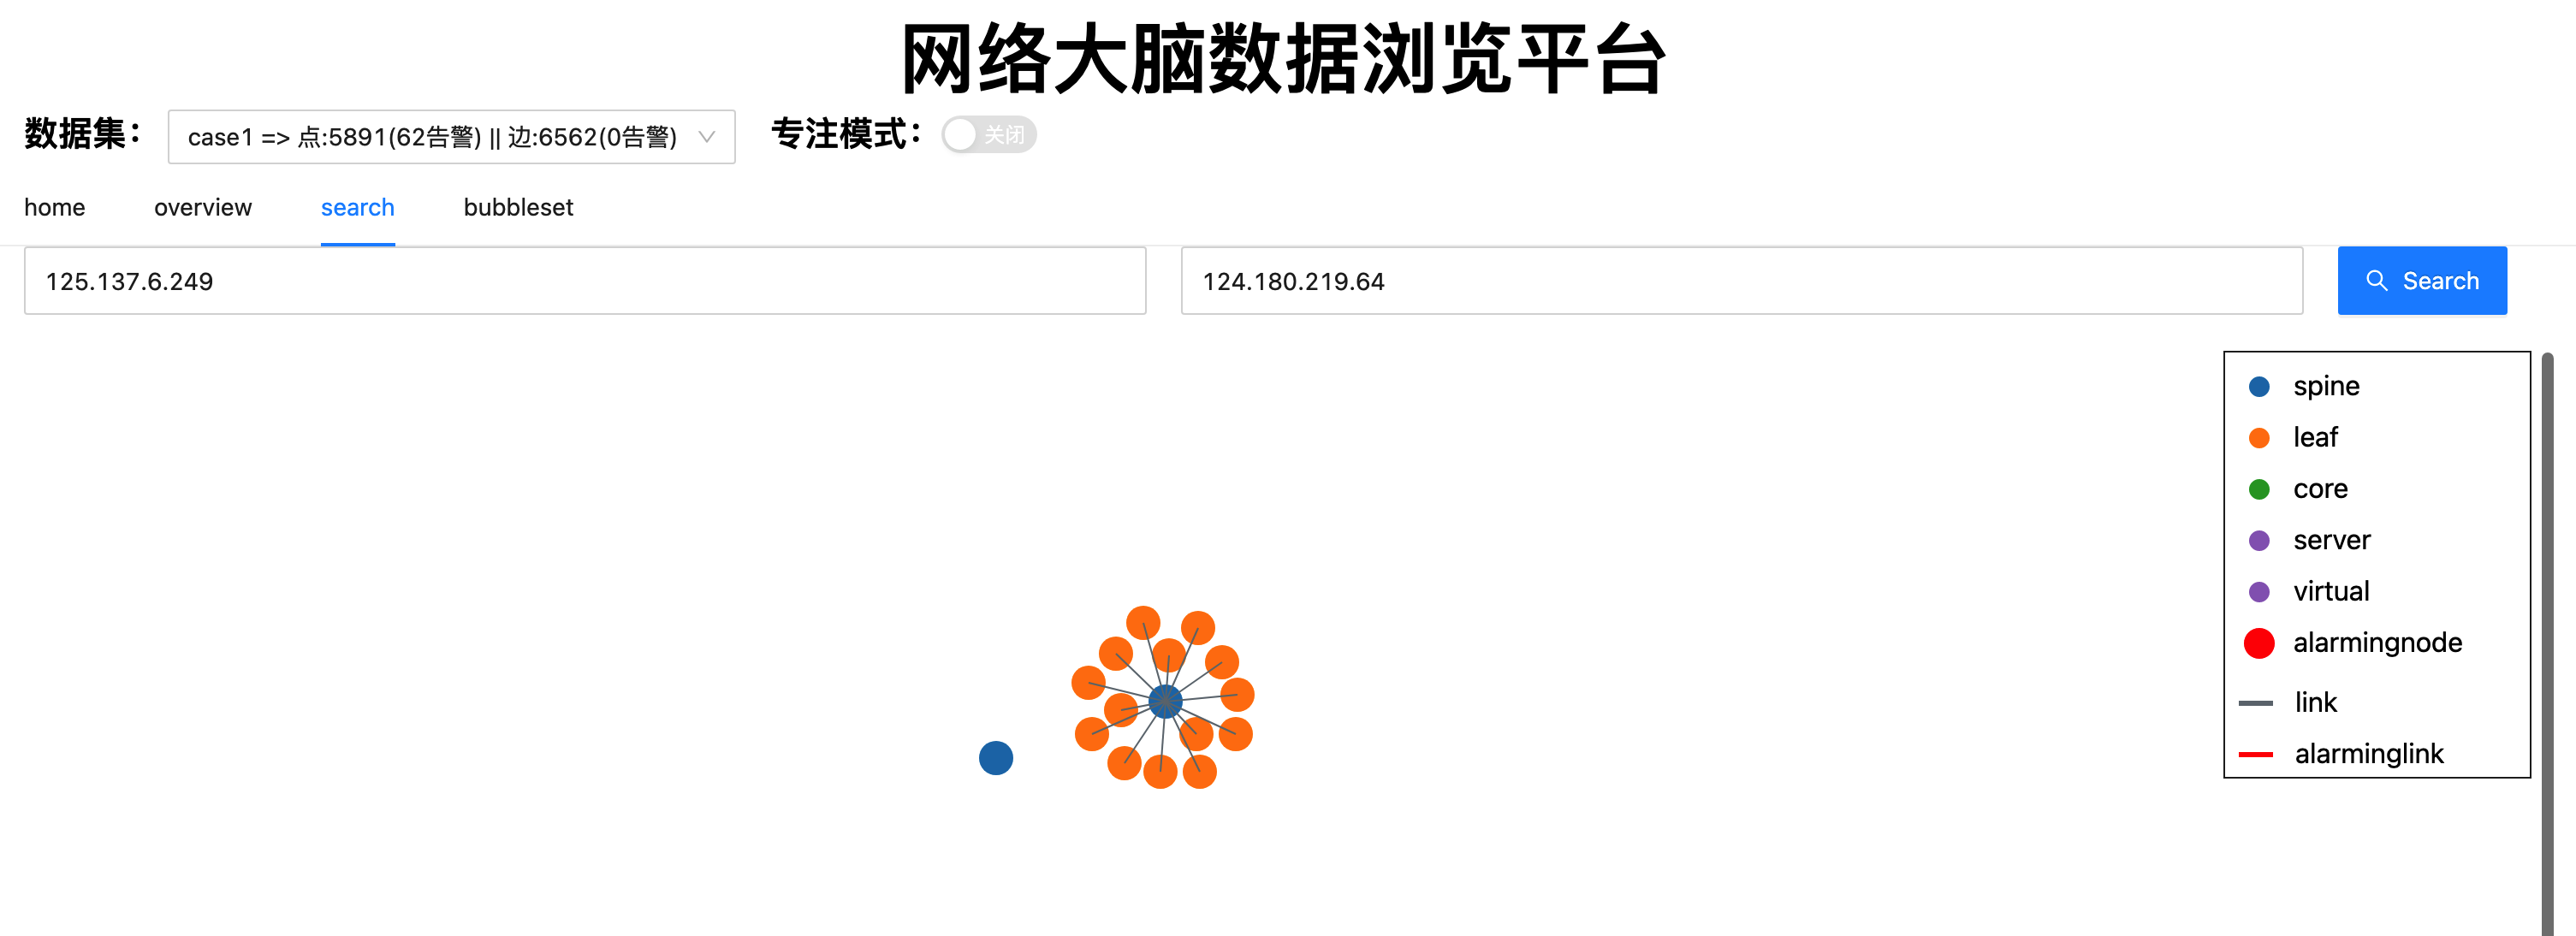 网络大脑数据浏览平台
数据集： case1 => 点:5891(62告警) || 边:6562(0告警) 专注模式： 关闭
home overview search bubbleset
125.137.6.249 124.180.219.64 Search
spine
leaf
core
server
virtual
alarmingnode
link
alarminglink